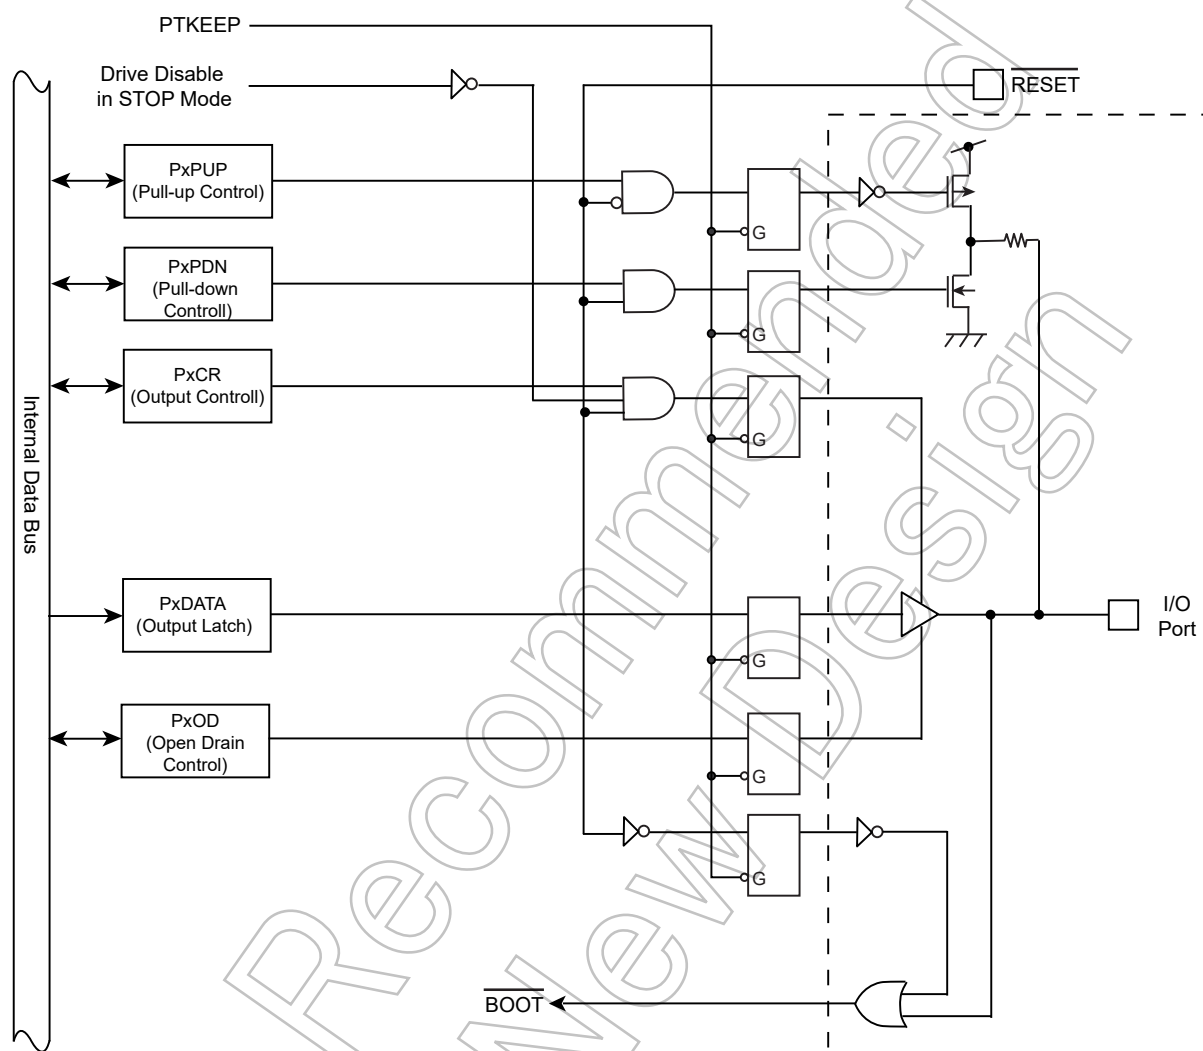 PTKEEP
Drive Disable
in STOP Mode
RESET
PxPUP
(Pull-up Control)
G
PxPDN
(Pull-down
Controll)
G
PxCR
(Output Controll)
G
Internal Data Bus
PxDATA
(Output Latch)
G
I/O
Port
PxOD
(Open Drain
Control)
G
G
BOOT
Recommended
New Design